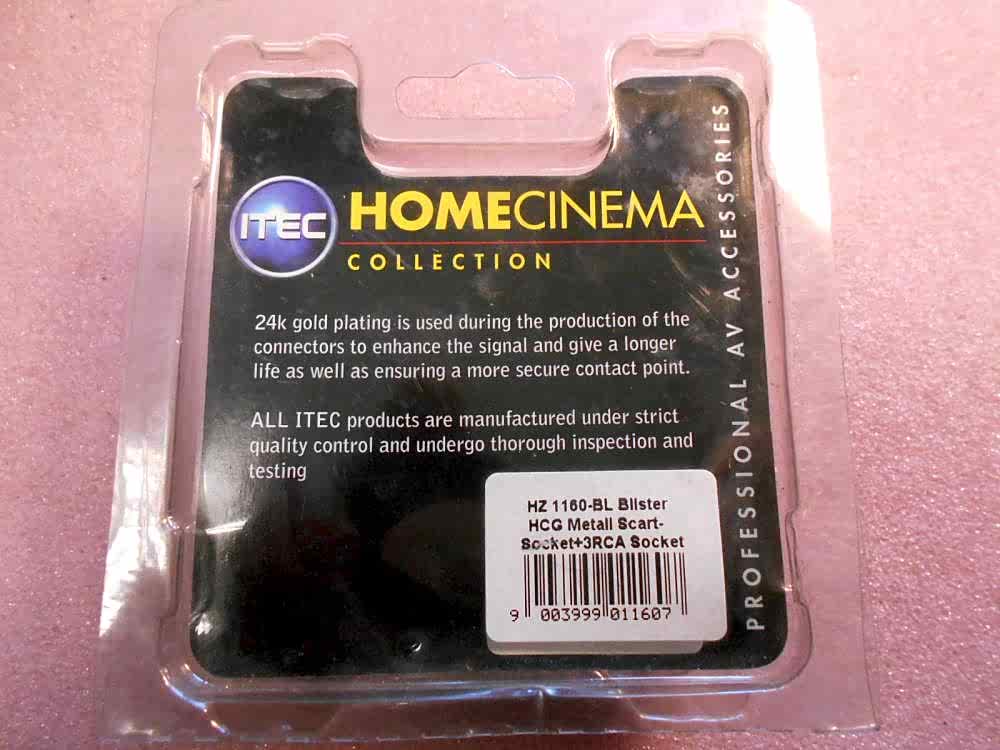 ITEC
HOMECINEMA
COLLECTION
24k gold plating is used during the production of the
connectors to enhance the signal and give a longer
life as well as ensuring a more secure contact point.
ALL ITEC products are manufactured under strict
quality control and undergo thorough inspection and
testing
HZ 1160-BL Blister
HCG Metall Scart-
Socket+3RCA Socket
9 003999 011607
PROFESSIONAL AV ACCESSORIES